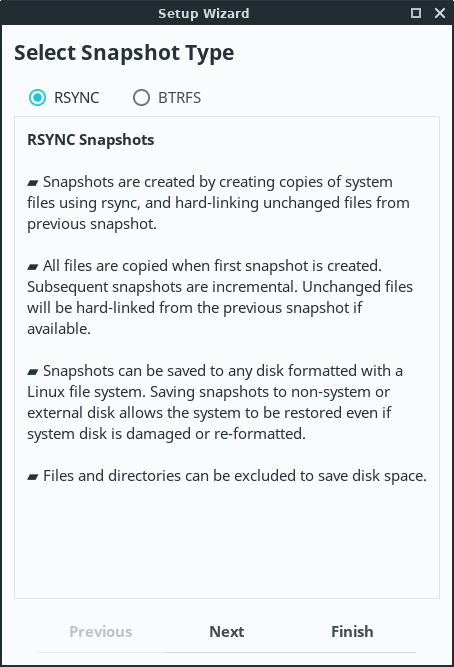 Setup Wizard
Select Snapshot Type
RSYNC BTRFS
RSYNC Snapshots
▰ Snapshots are created by creating copies of system
files using rsync, and hard-linking unchanged files from
previous snapshot.
▰ All files are copied when first snapshot is created.
Subsequent snapshots are incremental. Unchanged files
will be hard-linked from the previous snapshot if
available.
▰ Snapshots can be saved to any disk formatted with a
Linux file system. Saving snapshots to non-system or
external disk allows the system to be restored even if
system disk is damaged or re-formatted.
▰ Files and directories can be excluded to save disk space.
Previous Next Finish